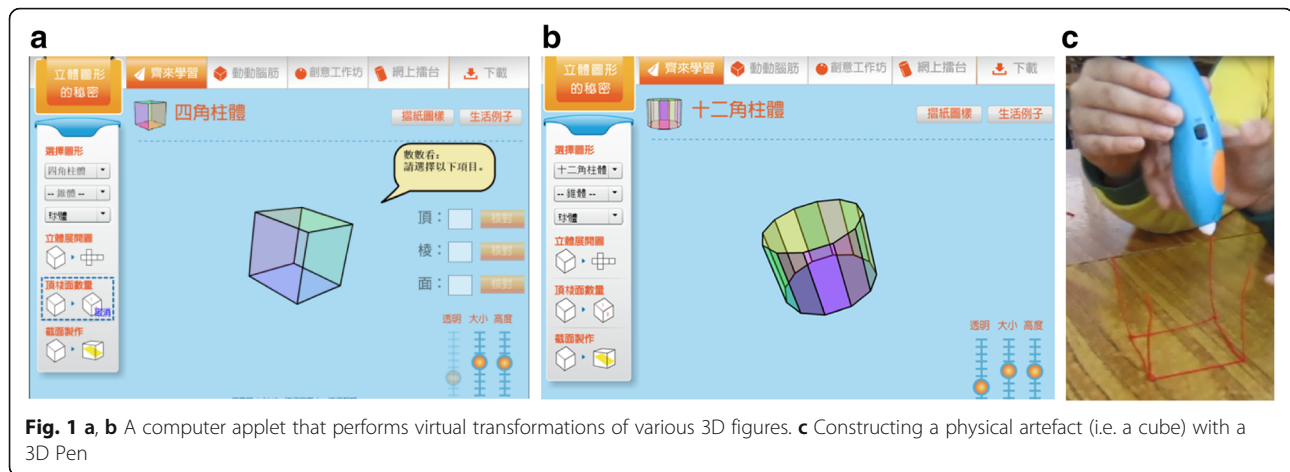 a
立體圖形
的秘密
齊來學習 動動腦筋 創意工作坊 網上擂台 下載
四角柱體
摺紙圖樣 生活例子
選擇圖形
四角柱體
-- 錐體 --
球體
立體展開圖
頂棱面數量
取消
截面製作
數數看：
請選擇以下項目。
頂： 核對
棱： 核對
面： 核對
透明 大小 高度
b
立體圖形
的秘密
齊來學習 動動腦筋 創意工作坊 網上擂台 下載
十二角柱體
摺紙圖樣 生活例子
選擇圖形
十二角柱體
-- 錐體 --
球體
立體展開圖
頂棱面數量
截面製作
透明 大小 高度
c
Fig. 1 a, b A computer applet that performs virtual transformations of various 3D figures. c Constructing a physical artefact (i.e. a cube) with a
3D Pen